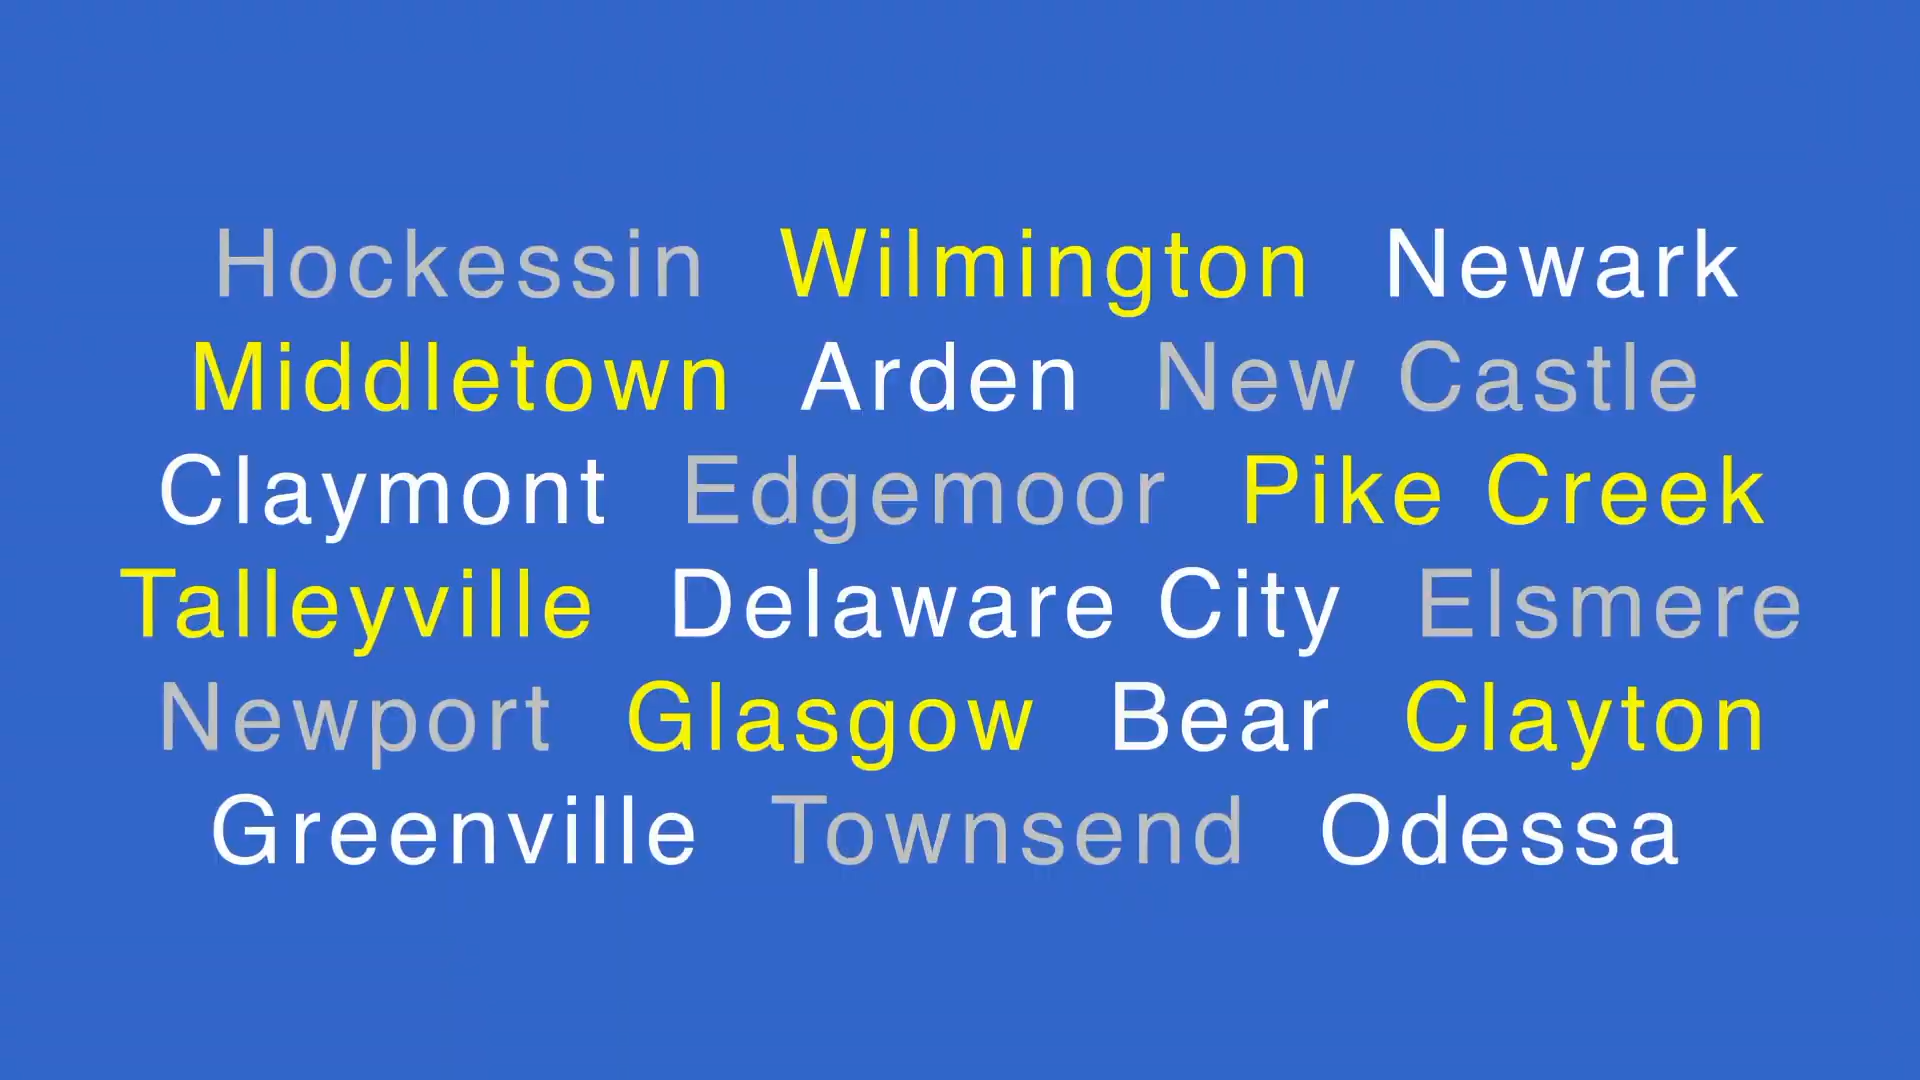 Hockessin Wilmington Newark
Middletown Arden New Castle
Claymont Edgemoor Pike Creek
Talleyville Delaware City Elsmere
Newport Glasgow Bear Clayton
Greenville Townsend Odessa